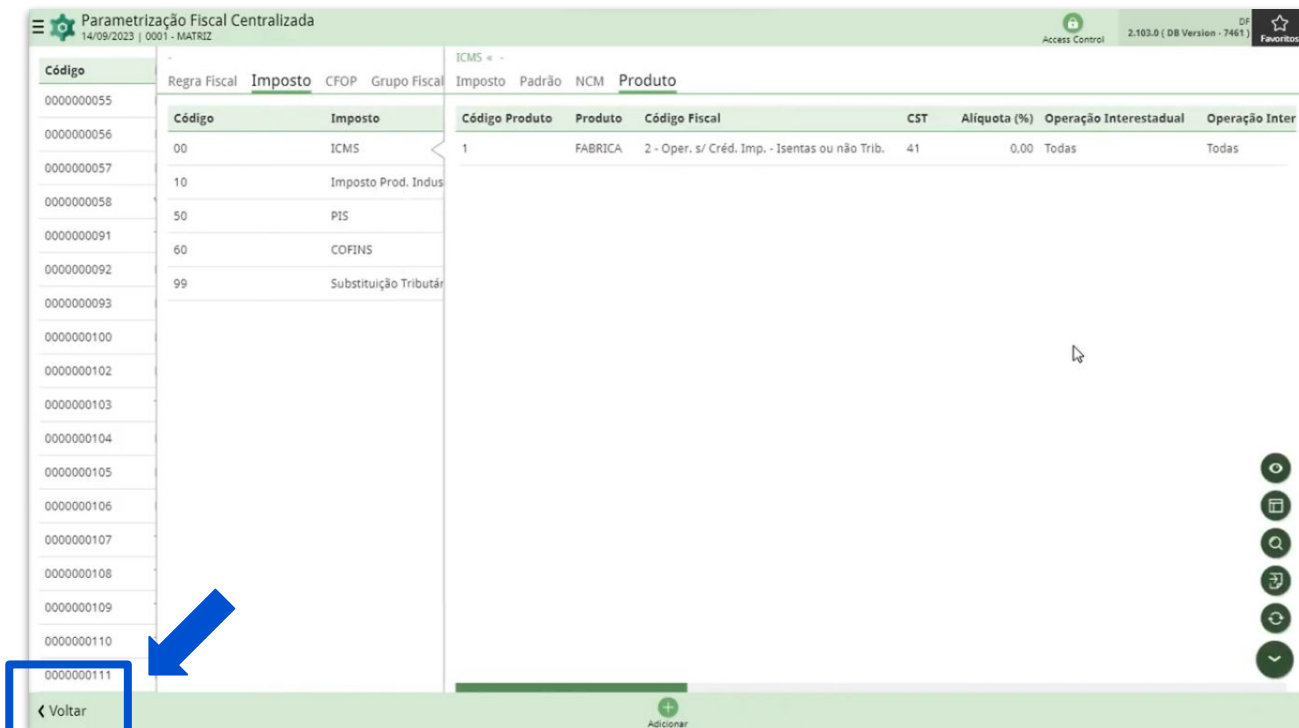 Parametrização Fiscal Centralizada
14/09/2023 | 0001 - MATRIZ
Access Control
DF
2.103.0 ( DB Version - 7461 )
Favoritos
Código
0000000055
0000000056
0000000057
0000000058
0000000091
0000000092
0000000093
0000000100
0000000102
0000000103
0000000104
0000000105
0000000106
0000000107
0000000108
0000000109
0000000110
0000000111
-
Regra Fiscal Imposto CFOP Grupo Fiscal
Código Imposto
00 ICMS
10 Imposto Prod. Indus
50 PIS
60 COFINS
99 Substituição Tributár
ICMS « -
Imposto Padrão NCM Produto
Código Produto Produto Código Fiscal CST Alíquota (%) Operação Interestadual Operação Inter
1 FABRICA 2 - Oper. s/ Créd. Imp. - Isentas ou não Trib. 41 0,00 Todas Todas
Voltar
Adicionar